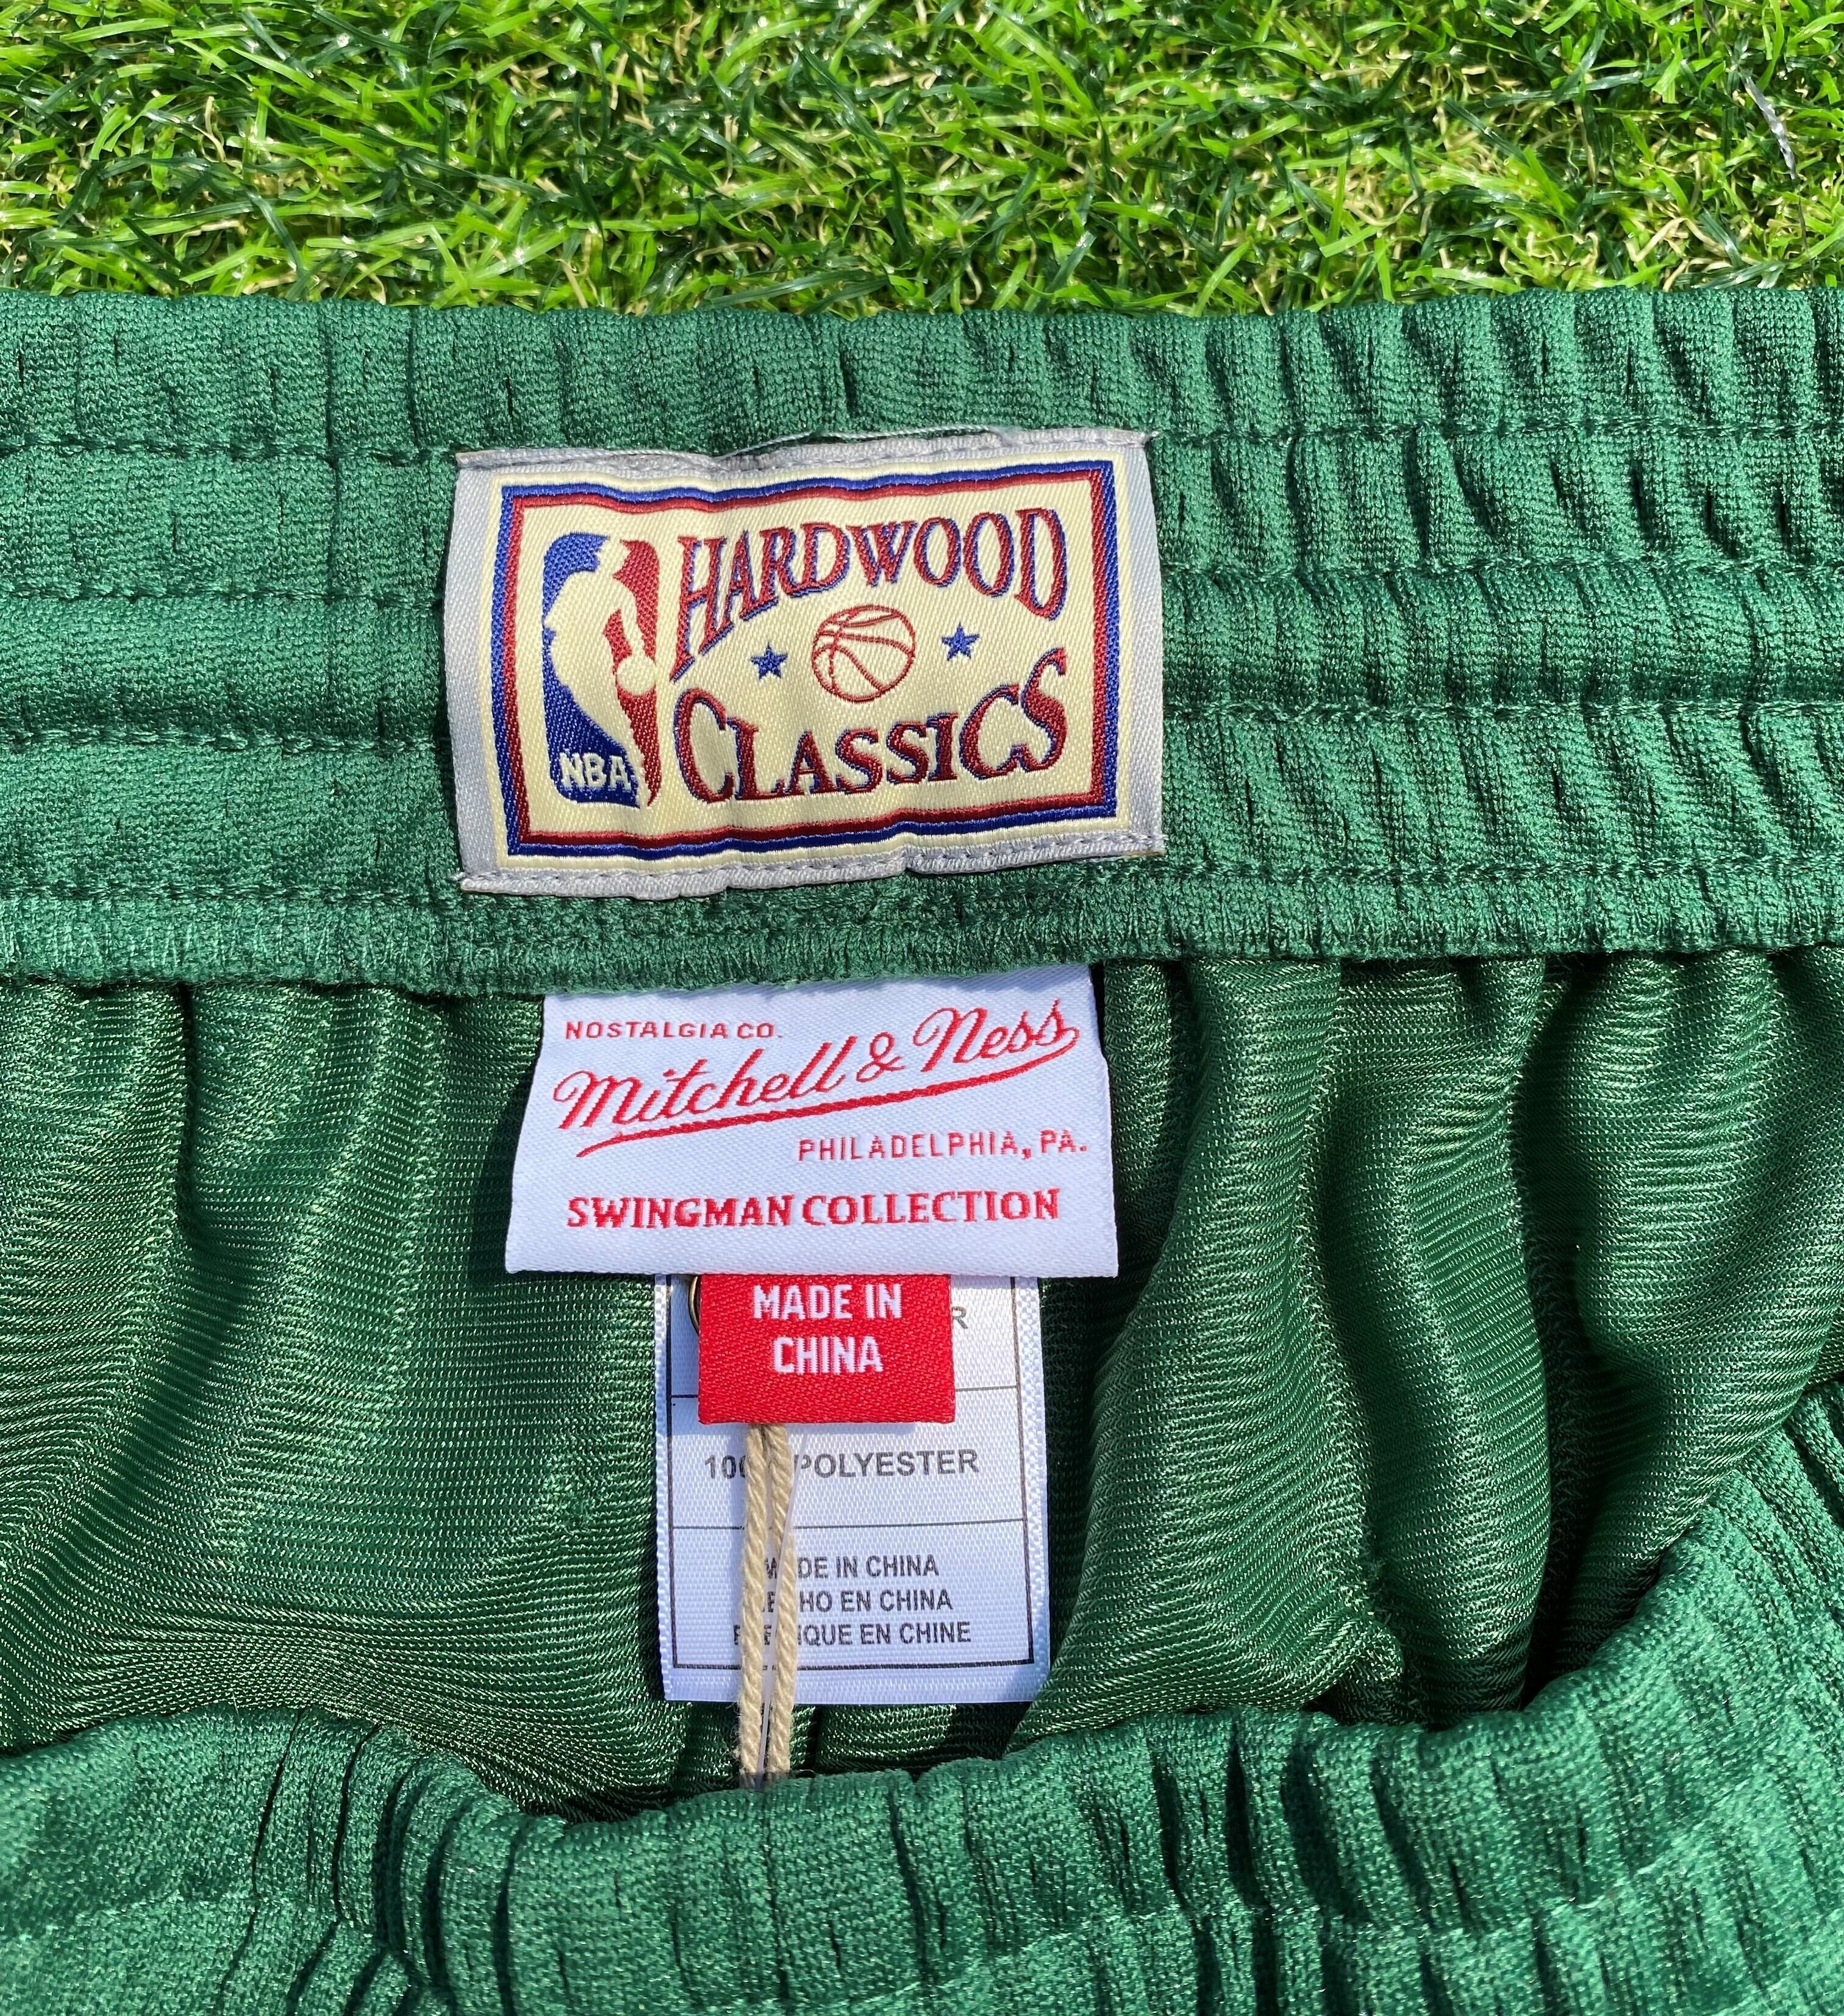 HARDWOOD
CLASSICS
NBA
NOSTALGIA CO.
Mitchell & Ness
PHILADELPHIA, PA.
SWINGMAN COLLECTION
MADE IN
CHINA
POLYESTER
IN CHINA
EN CHINA
EN CHINE